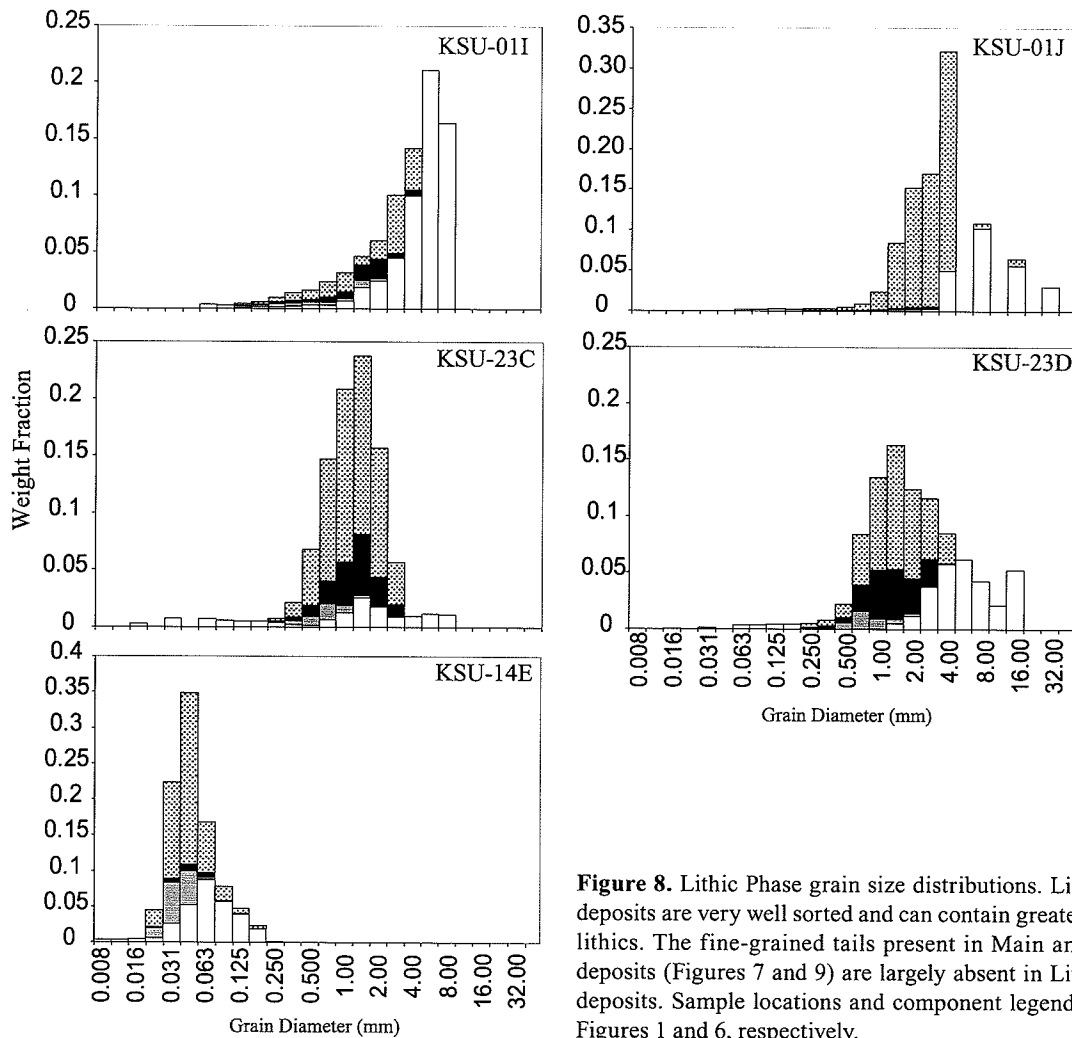 KSU-01I
0.25
0.2
0.15
0.1
0.05
0
KSU-01J
0.35
0.30
0.25
0.20
0.15
0.1
0.05
0
Weight Fraction
KSU-23C
0.25
0.2
0.15
0.1
0.05
0
KSU-23D
0.25
0.2
0.15
0.1
0.05
0
0.008 0.016 0.031 0.063 0.125 0.250 0.500 1.00 2.00 4.00 8.00 16.00 32.00
Grain Diameter (mm)
KSU-14E
0.4
0.35
0.3
0.25
0.2
0.15
0.1
0.05
0
0.008 0.016 0.031 0.063 0.125 0.250 0.500 1.00 2.00 4.00 8.00 16.00 32.00
Grain Diameter (mm)
Figure 8. Lithic Phase grain size distributions. Li
deposits are very well sorted and can contain greate
lithics. The fine-grained tails present in Main an
deposits (Figures 7 and 9) are largely absent in Li
deposits. Sample locations and component legend
Figures 1 and 6, respectively.